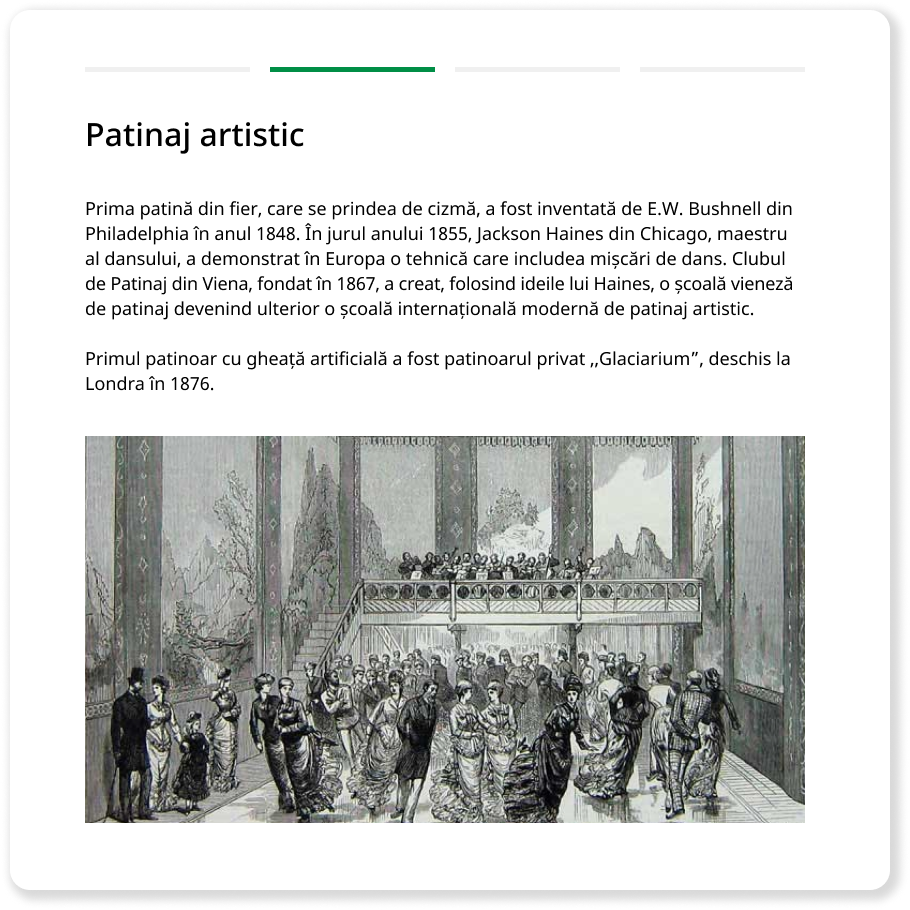 Patinaj artistic
Prima patină din fier, care se prindea de cizmă, a fost inventată de E.W. Bushnell din
Philadelphia în anul 1848. În jurul anului 1855, Jackson Haines din Chicago, maestru
al dansului, a demonstrat în Europa o tehnică care includea mișcări de dans. Clubul
de Patinaj din Viena, fondat în 1867, a creat, folosind ideile lui Haines, o școală vieneză
de patinaj devenind ulterior o școală internațională modernă de patinaj artistic.
Primul patinoar cu gheață artificială a fost patinoarul privat ,,Glaciarium”, deschis la
Londra în 1876.